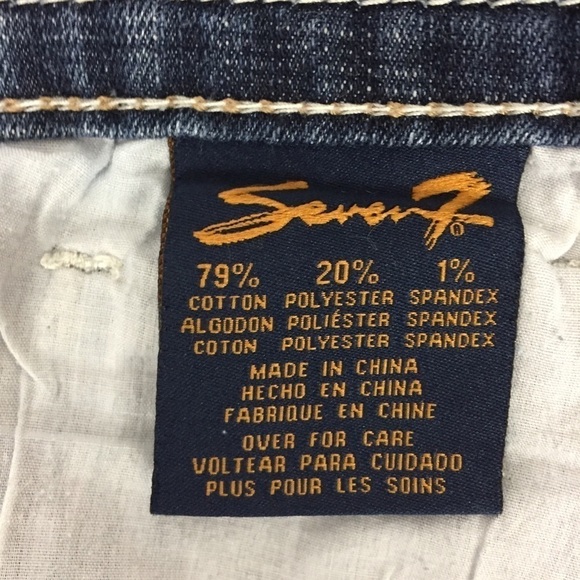 Seven7
79% 20% 1%
COTTON POLYESTER SPANDEX
ALGODON POLIÉSTER SPANDEX
COTON POLYESTER SPANDEX
MADE IN CHINA
HECHO EN CHINA
FABRIQUE EN CHINE
OVER FOR CARE
VOLTEAR PARA CUIDADO
PLUS POUR LES SOINS